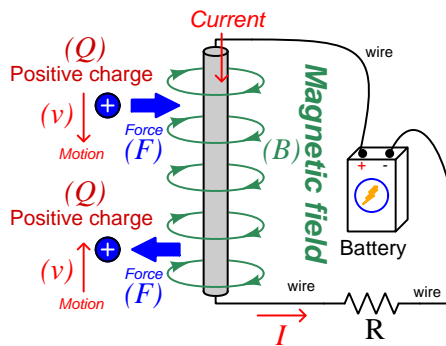 Current
(Q)
Positive charge
(v)
+
Force
(F)
Motion
wire
wire
Magnetic field
(B)
+ -
Battery
(Q)
Positive charge
(v)
+
Force
(F)
Motion
wire
I
R